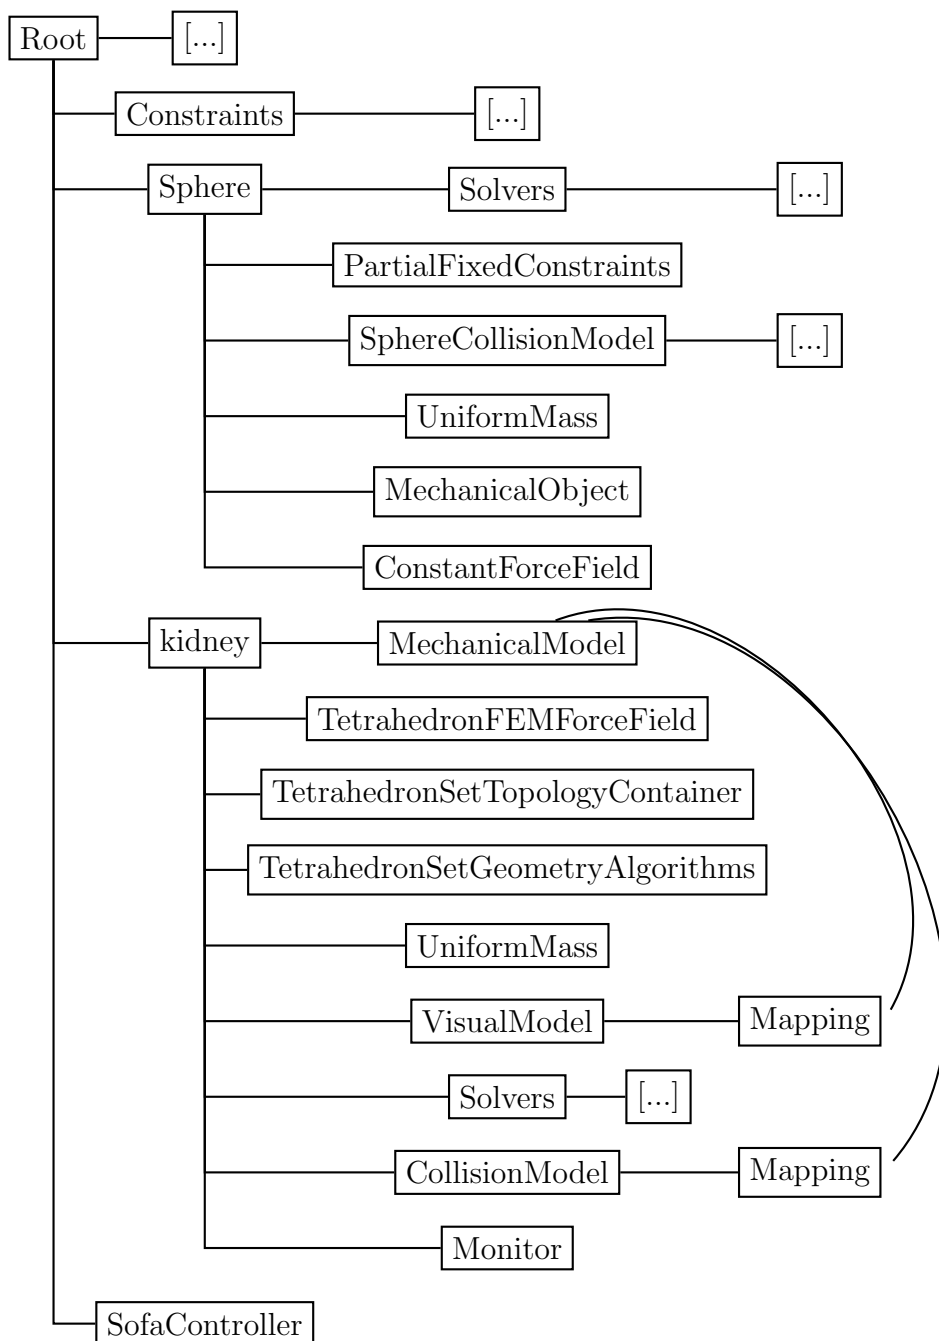 Root [...]
Constraints [...]
Sphere Solvers [...]
PartialFixedConstraints
SphereCollisionModel [...]
UniformMass
MechanicalObject
ConstantForceField
kidney MechanicalModel
TetrahedronFEMForceField
TetrahedronSetTopologyContainer
TetrahedronSetGeometryAlgorithms
UniformMass
VisualModel Mapping
Solvers [...]
CollisionModel Mapping
Monitor
SofaController